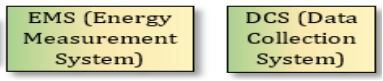 EMS (Energy
Measurement
System)
DCS (Data
Collection
System)